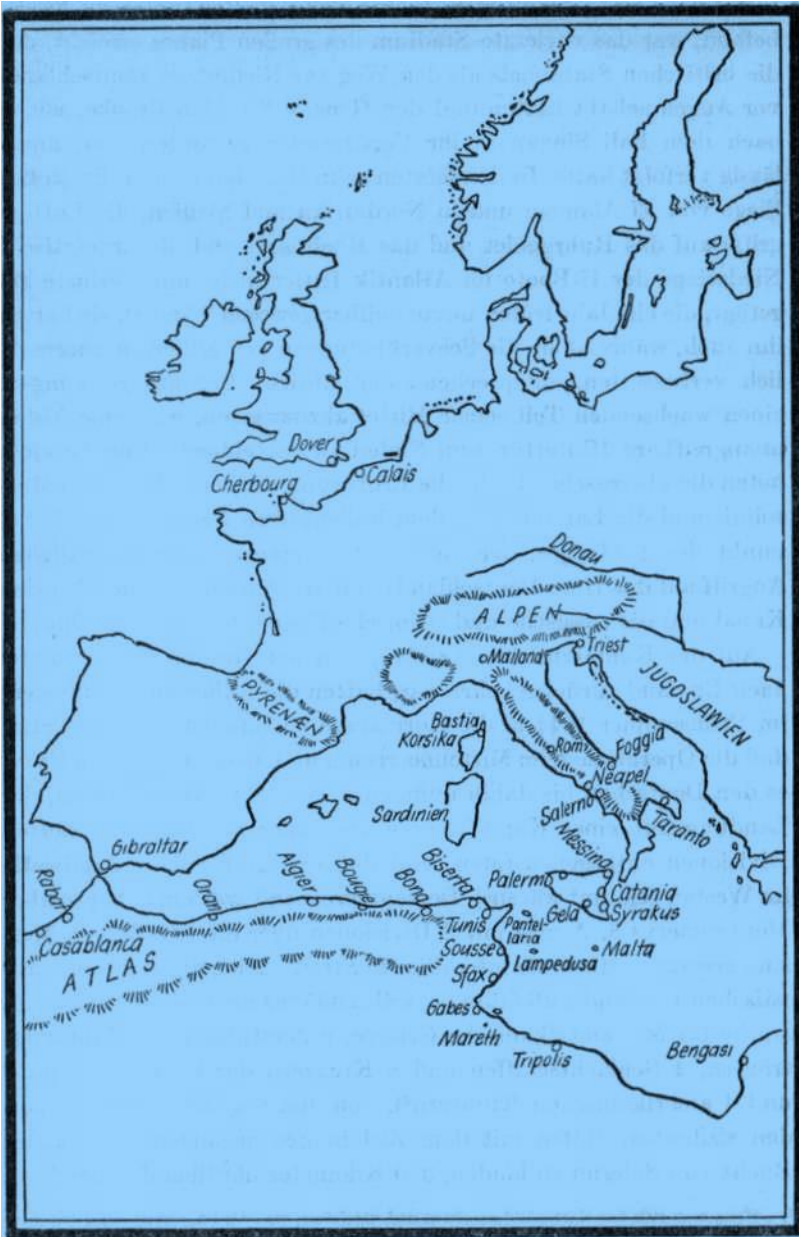 Dover
Calais
Cherbourg
Donau
ALPEN
Triest
Mailand
JUGOSLAWIEN
PYRENÆN
Bastia
Korsika
Rom
Foggia
Neapel
Sardinien
Salerno
Messina
Taranto
Gibraltar
Rabat
Oran
Algier
Bougie
Bona
Biserta
Palermo
Catania
Gela
Syrakus
Casablanca
ATLAS
Tunis
Pantel-
laria
Sousse
Malta
Lampedusa
Sfax
Gabes
Mareth
Tripolis
Bengasi